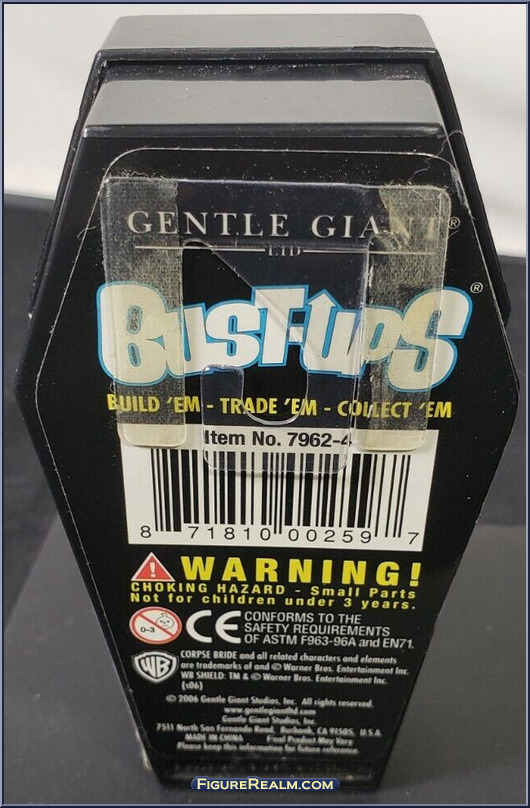 GENTLE GIANT®
LTD
BUST-UPS®
BUILD 'EM - TRADE 'EM - COLLECT 'EM
Item No. 7962-4
8 71810 00259 7
WARNING!
CHOKING HAZARD - Small Parts
Not for children under 3 years.
0-3
CE
CONFORMS TO THE
SAFETY REQUIREMENTS
OF ASTM F963-96A and EN71.
WB
CORPSE BRIDE and all related characters and elements
are trademarks of and © Warner Bros. Entertainment Inc.
WB SHIELD: TM & © Warner Bros. Entertainment Inc.
(s06)
© 2006 Gentle Giant Studios, Inc. All rights reserved.
www.gentlegiantltd.com
Gentle Giant Studios, Inc.
7511 North San Fernando Road, Burbank, CA 91505, U.S.A
MADE IN CHINA Final Product May Vary
Please keep this information for future reference.
FIGUREREALM.COM